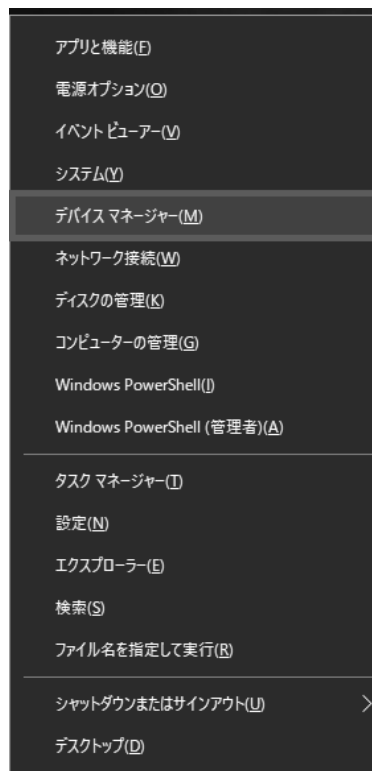 アプリと機能(F)
電源オプション(O)
イベント ビューアー(V)
システム(Y)
デバイス マネージャー(M)
ネットワーク接続(W)
ディスクの管理(K)
コンピューターの管理(G)
Windows PowerShell(I)
Windows PowerShell (管理者)(A)
タスク マネージャー(T)
設定(N)
エクスプローラー(E)
検索(S)
ファイル名を指定して実行(R)
シャットダウンまたはサインアウト(U)
デスクトップ(D)